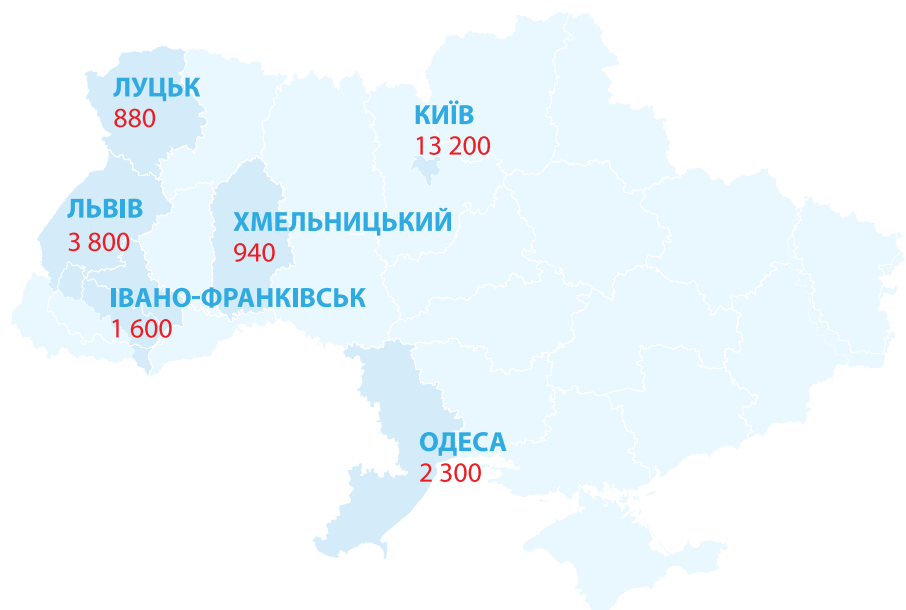 ЛУЦЬК
880
КИЇВ
13 200
ЛЬВІВ
3 800
ХМЕЛЬНИЦЬКИЙ
940
ІВАНО-ФРАНКІВСЬК
1 600
ОДЕСА
2 300